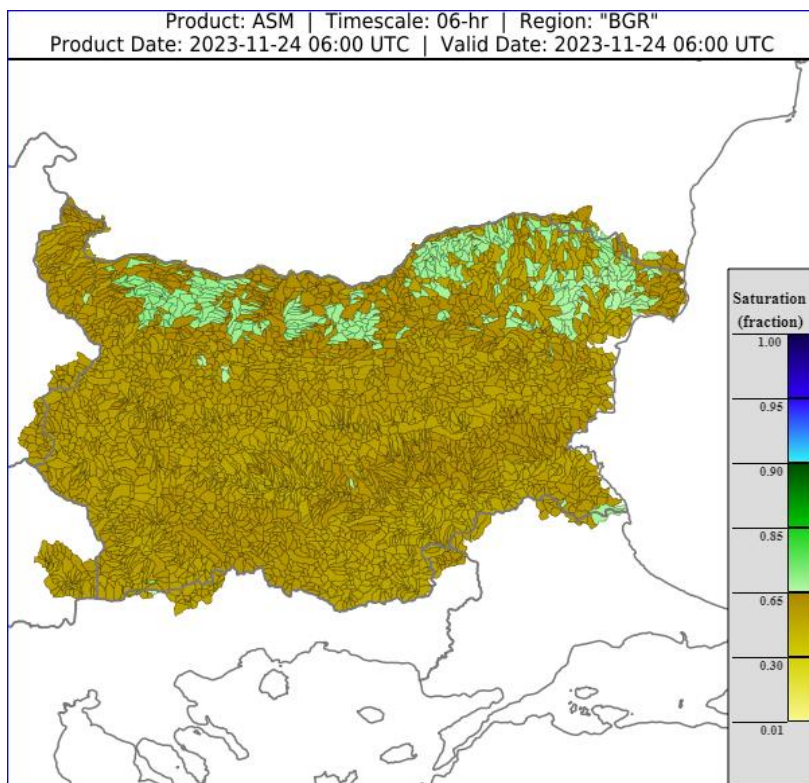 Product: ASM | Timescale: 06-hr | Region: "BGR"
Product Date: 2023-11-24 06:00 UTC | Valid Date: 2023-11-24 06:00 UTC
Saturation
(fraction)
1.00
0.95
0.90
0.85
0.65
0.30
0.01